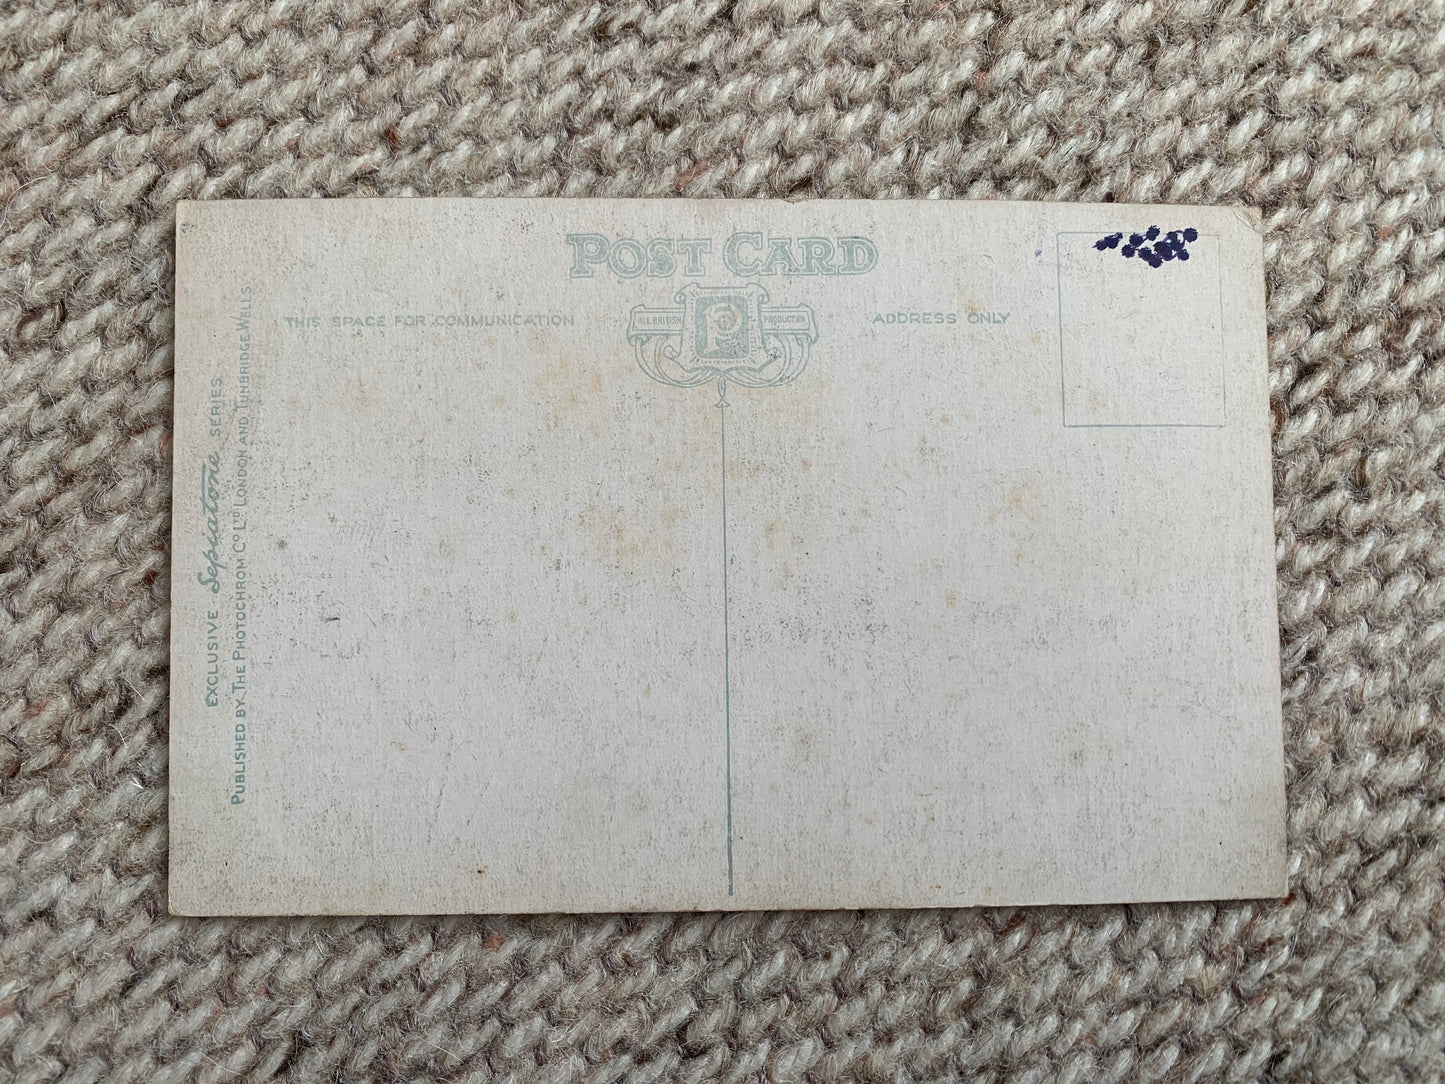 POST CARD
THIS SPACE FOR COMMUNICATION
ALL BRITISH PRODUCTION
ADDRESS ONLY
EXCLUSIVE Sepiatone SERIES
PUBLISHED BY THE PHOTOCHROM CO. LTD LONDON AND TUNBRIDGE WELLS